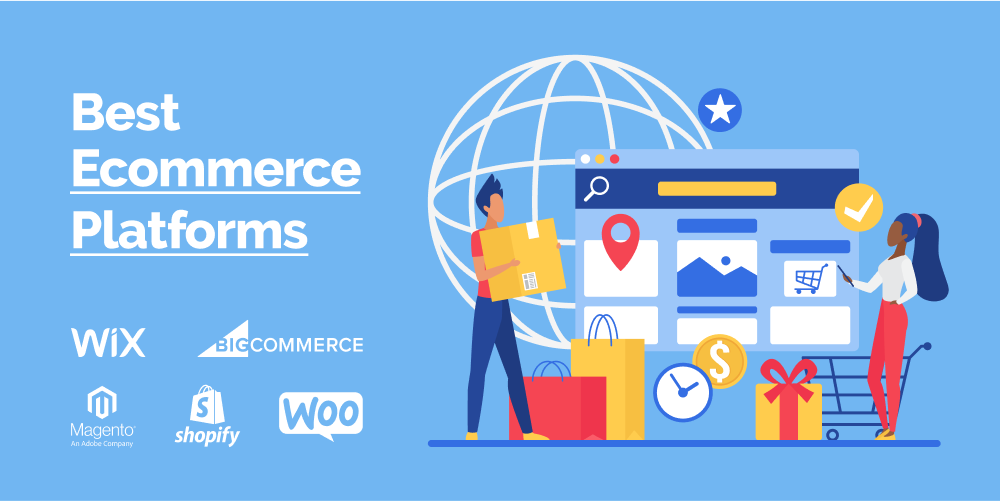 Best
Ecommerce
Platforms
WiX
BIGCOMMERCE
Magento®
An Adobe Company
shopify
WOO
S
$